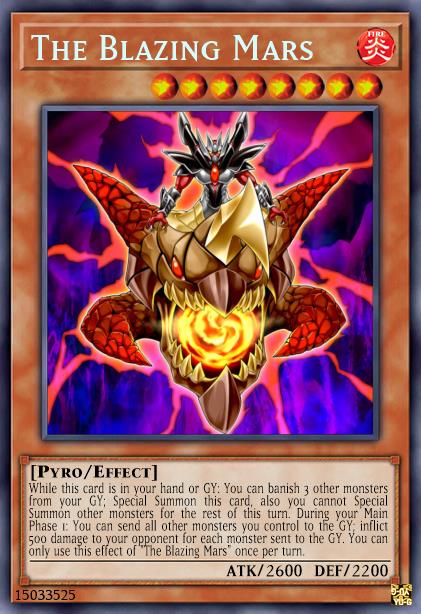 THE BLAZING MARS
FIRE
炎
[PYRO/EFFECT]
While this card is in your hand or GY: You can banish 3 other monsters
from your GY; Special Summon this card, also you cannot Special
Summon other monsters for the rest of this turn. During your Main
Phase 1: You can send all other monsters you control to the GY; inflict
500 damage to your opponent for each monster sent to the GY. You can
only use this effect of "The Blazing Mars" once per turn.
ATK/2600 DEF/2200
15033525